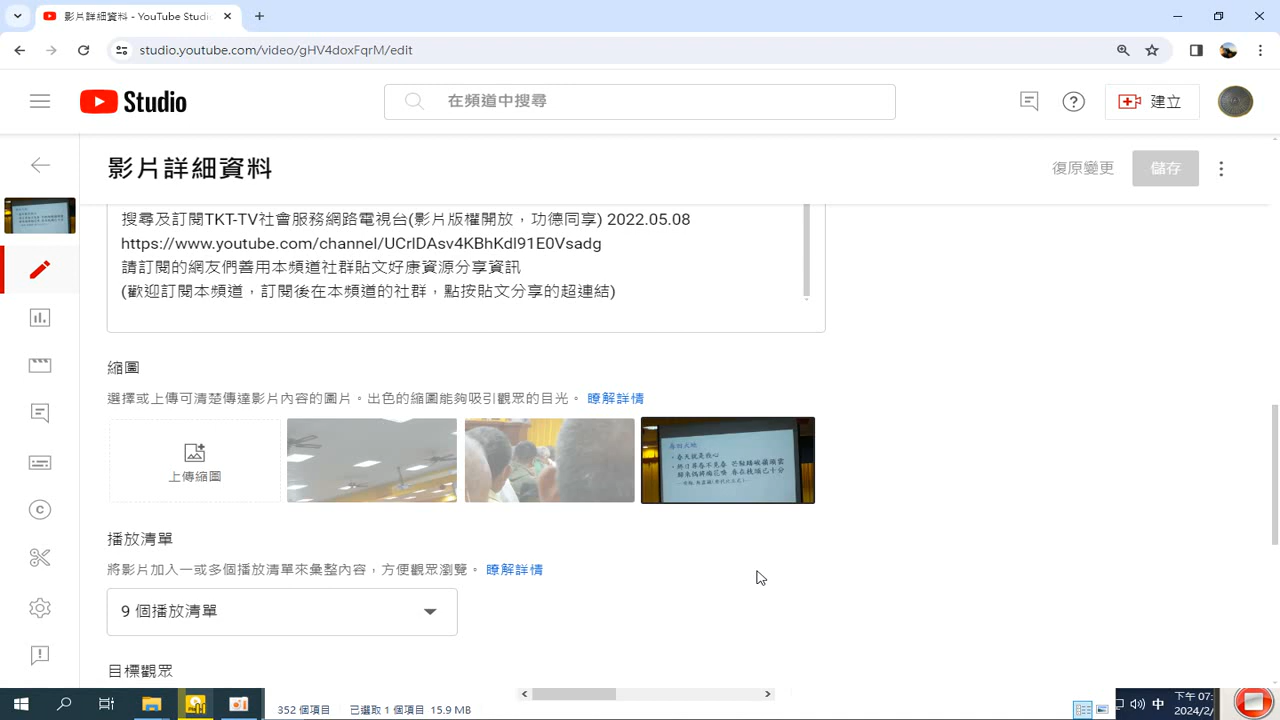 影片詳細資料 - YouTube Studi
studio.youtube.com/video/gHV4doxFqrM/edit
Studio
在頻道中搜尋
建立
影片詳細資料
復原變更
儲存
搜尋及訂閱TKT-TV社會服務網路電視台(影片版權開放，功德同享) 2022.05.08
https://www.youtube.com/channel/UCrlDAsv4KBhKdl91E0Vsadg
請訂閱的網友們善用本頻道社群貼文好康資源分享資訊
(歡迎訂閱本頻道，訂閱後在本頻道的社群，點按貼文分享的超連結)
縮圖
選擇或上傳可清楚傳達影片內容的圖片。出色的縮圖能夠吸引觀眾的目光。 瞭解詳情
上傳縮圖
春天就是我心
播放清單
將影片加入一或多個播放清單來彙整內容，方便觀眾瀏覽。 瞭解詳情
9 個播放清單
目標觀眾
352 個項目
已選取 1 個項目 15.9 MB
中
下午 07:
2024/2/